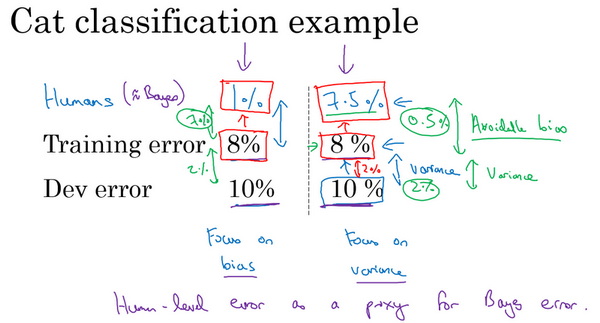 Cat classification example
Humans (≈ Bayes) 1% 7.5%
7% 0.5% Avoidable bias
Training error 8% 8 %
2% 2% Variance Variance
Dev error 10% 10 % 2%
Focus on bias
Focus on variance
Human-level error as a proxy for Bayes error.